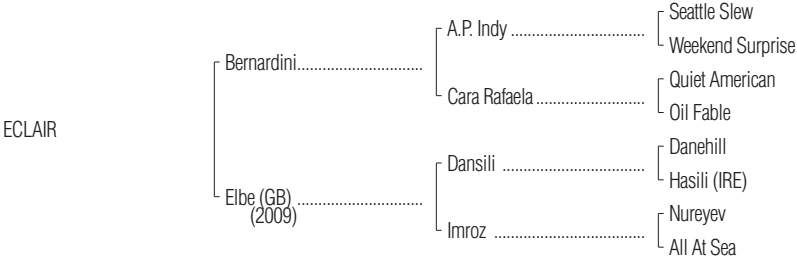 Seattle Slew
A.P. Indy ..................................
Weekend Surprise
Bernardini...............................
Quiet American
Cara Rafaela ...........................
Oil Fable
ECLAIR
Danehill
Dansili ....................................
Hasili (IRE)
Elbe (GB) ...............................
(2009)
Nureyev
Imroz .....................................
All At Sea